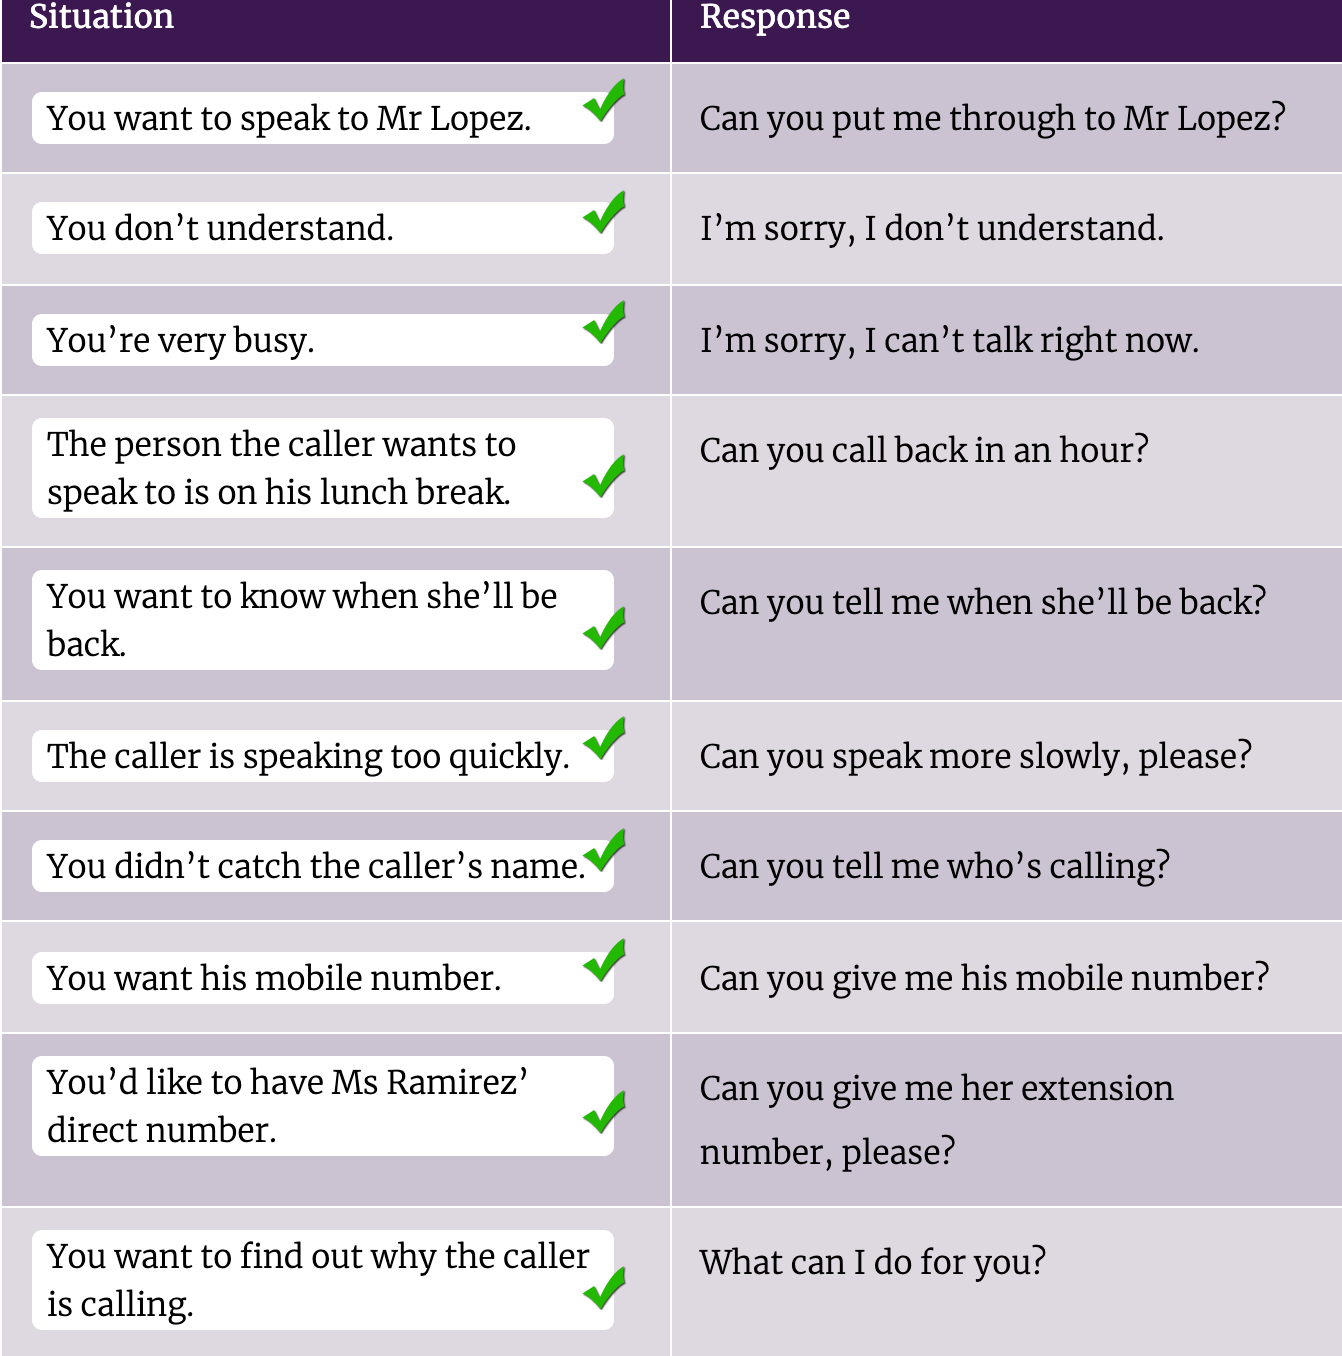 Situation
Response
You want to speak to Mr Lopez.
Can you put me through to Mr Lopez?
You don’t understand.
I’m sorry, I don’t understand.
You’re very busy.
I’m sorry, I can’t talk right now.
The person the caller wants to
speak to is on his lunch break.
Can you call back in an hour?
You want to know when she’ll be
back.
Can you tell me when she’ll be back?
The caller is speaking too quickly.
Can you speak more slowly, please?
You didn’t catch the caller’s name.
Can you tell me who’s calling?
You want his mobile number.
Can you give me his mobile number?
You’d like to have Ms Ramirez’
direct number.
Can you give me her extension
number, please?
You want to find out why the caller
is calling.
What can I do for you?